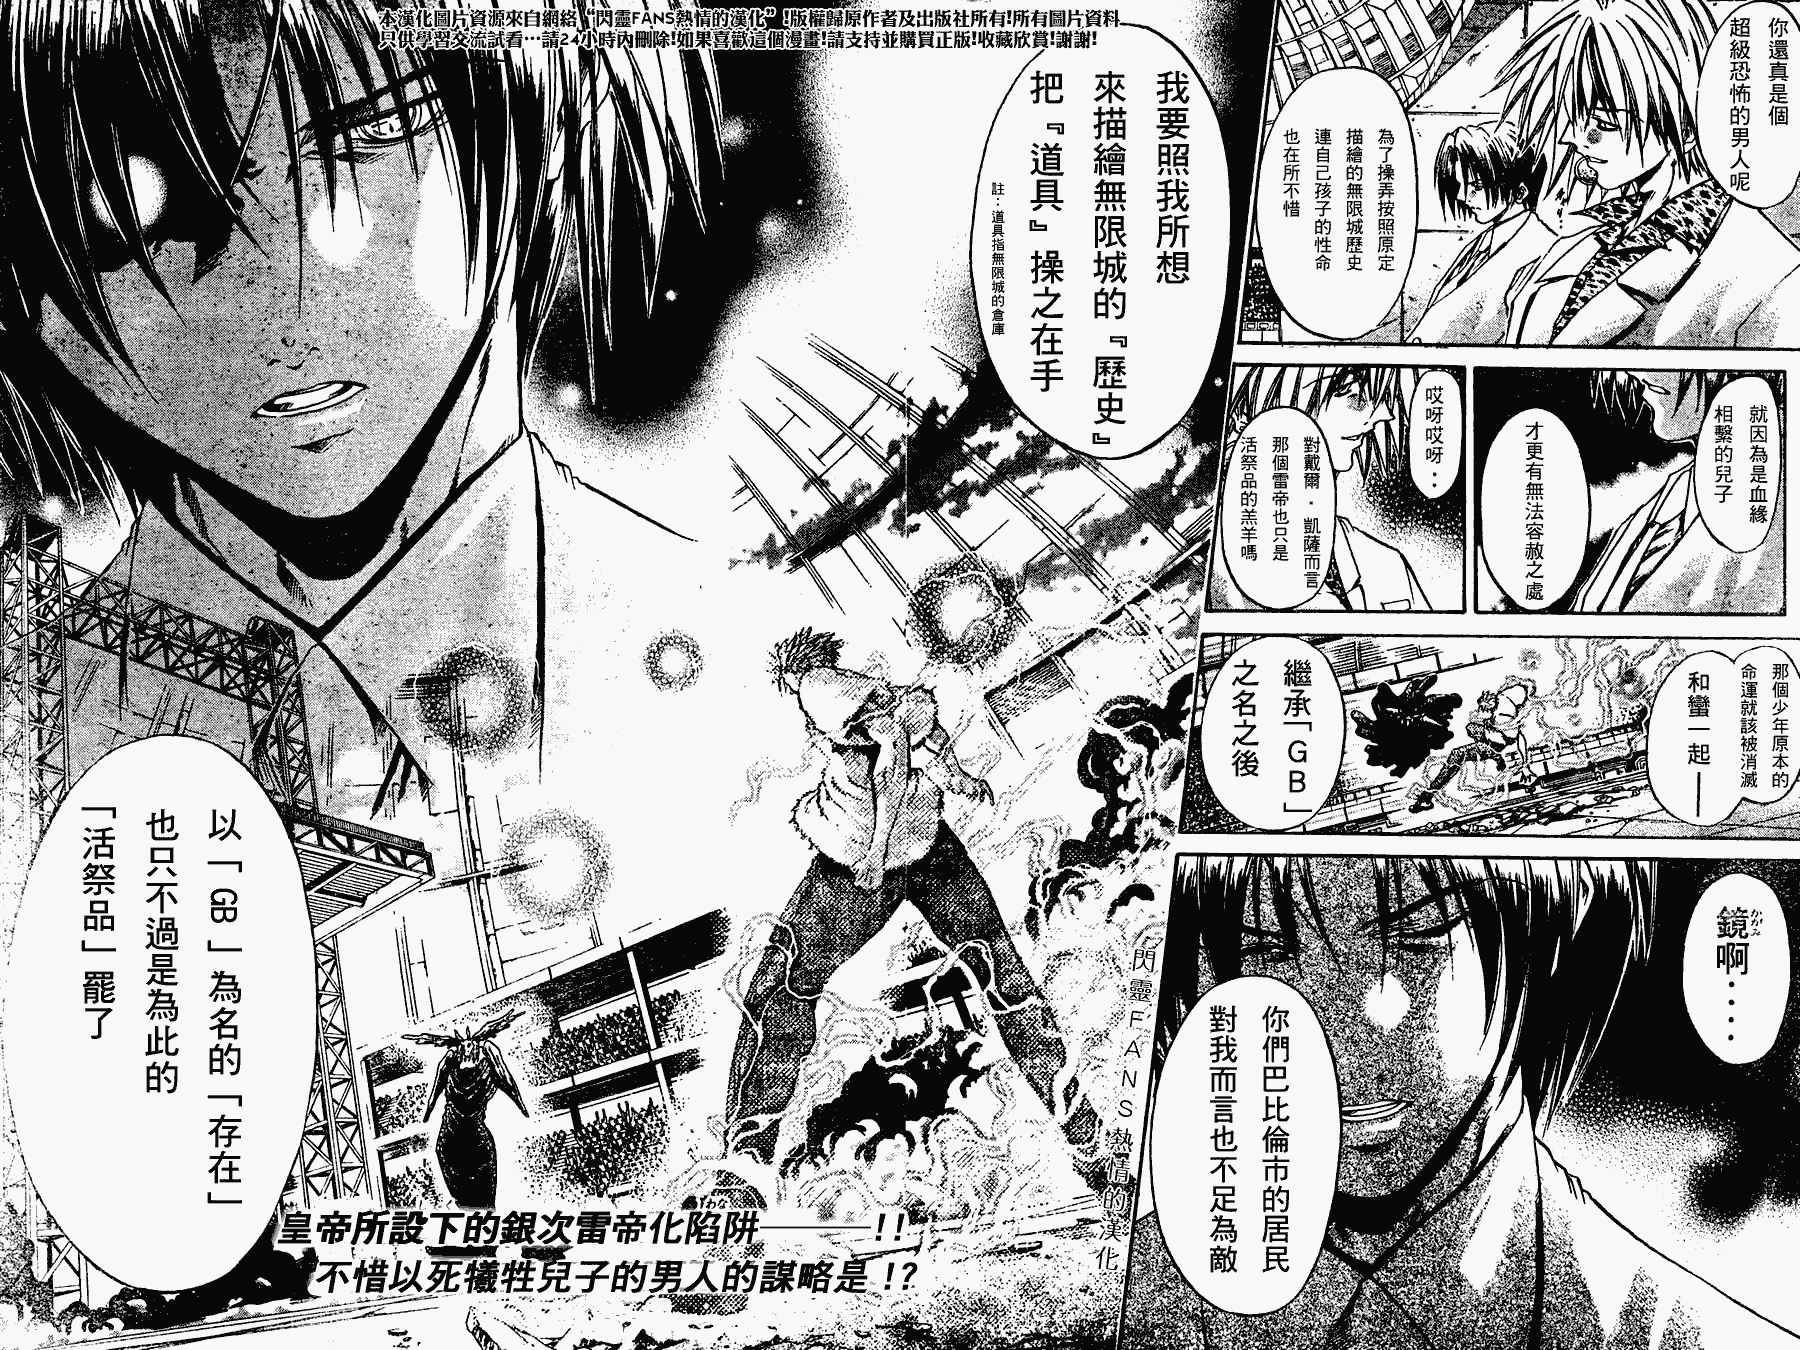 本漢化圖片資源來自網絡“閃靈FANS熱情的漢化”!版權歸原作者及出版社所有!所有圖片資料
只供學習交流試看…請24小時內刪除!如果喜歡這個漫畫!請支持並購買正版!收藏欣賞!謝謝!
你還真是個
超級恐怖的男人呢
為了操弄按照原定
描繪的無限城歷史
連自己孩子的性命
也在所不惜
就因為是血緣
相繫的兒子
才更有無法容赦之處
哎呀哎呀..
對戴爾．凱薩而言
那個雷帝也只是
活祭品的羔羊嗎
那個少年原本的
命運就該被消滅
和蠻一起──
繼承「GB」
之名之後
鏡啊.....
かがみ
你們巴比倫市的居民
對我而言也不足為敵
我要照我所想
來描繪無限城的『歷史』
把『道具』操之在手
註:道具指無限城的倉庫
以「GB」為名的「存在」
也只不過是為此的
「活祭品」罷了
閃靈FANS熱情的漢化
皇帝所設下的銀次雷帝化陷阱────!!
不惜以死犧牲兒子的男人的謀略是!?